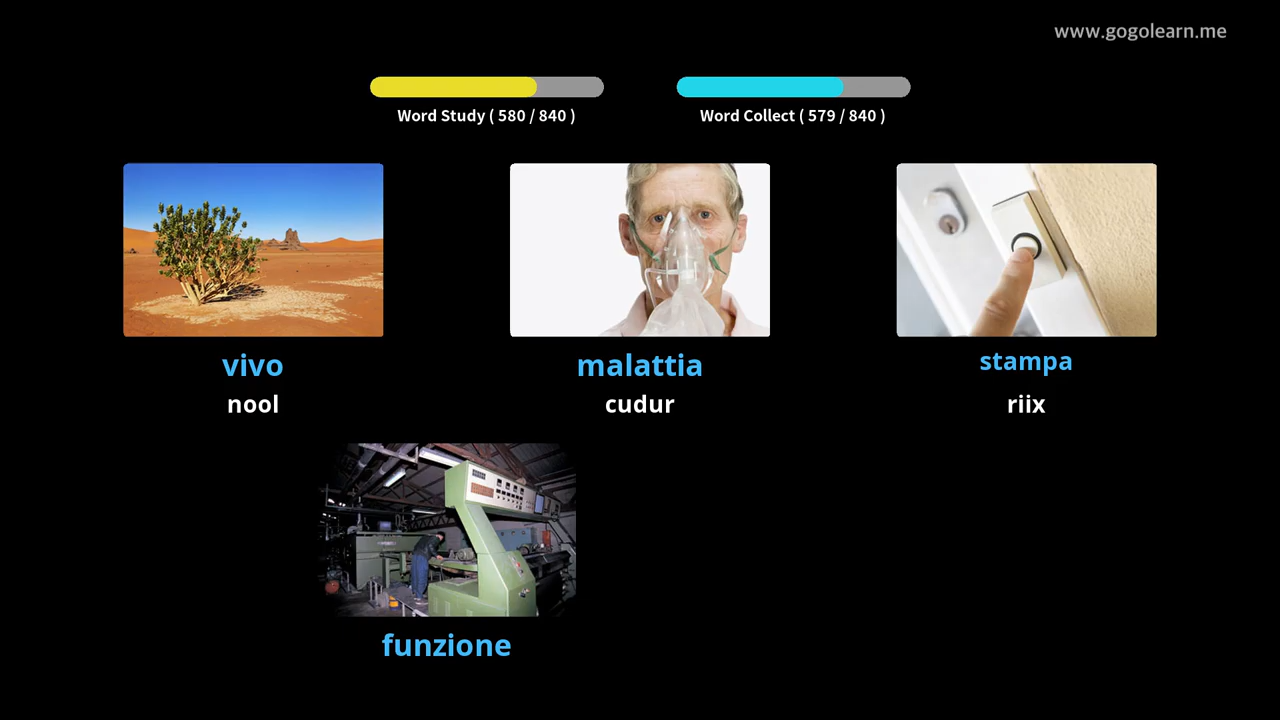 www.gogolearn.me
Word Study ( 580 / 840 )
Word Collect ( 579 / 840 )
vivo
malattia
stampa
nool
cudur
riix
funzione